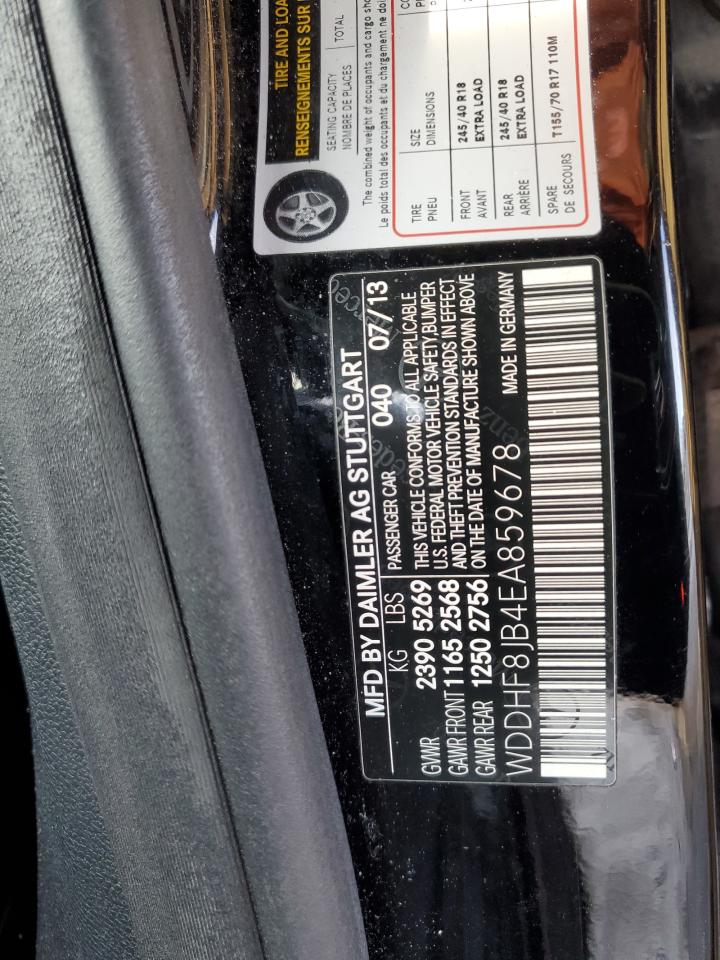 MFD BY DAIMLER AG STUTTGART
KG LBS PASSENGER CAR 040 07/13
GVWR 2390 5269 THIS VEHICLE CONFORMS TO ALL APPLICABLE
U.S. FEDERAL MOTOR VEHICLE SAFETY, BUMPER
GAWR FRONT 1165 2568 AND THEFT PREVENTION STANDARDS IN EFFECT
GAWR REAR 1250 2756 ON THE DATE OF MANUFACTURE SHOWN ABOVE
WDDHF8JB4EA859678 MADE IN GERMANY
TIRE AND
RENSEIGNEMENTS SUR
SEATING CAPACITY
NOMBRE DE PLACES
TOTAL
The combined weight of occupants and cargo
Le poids total des occupants et du chargement ne
TIRE SIZE
PNEU DIMENSIONS
FRONT 245/40 R18
AVANT EXTRA LOAD
REAR 245/40 R18
ARRIÈRE EXTRA LOAD
SPARE T155/70 R17 110M
DE SECOURS